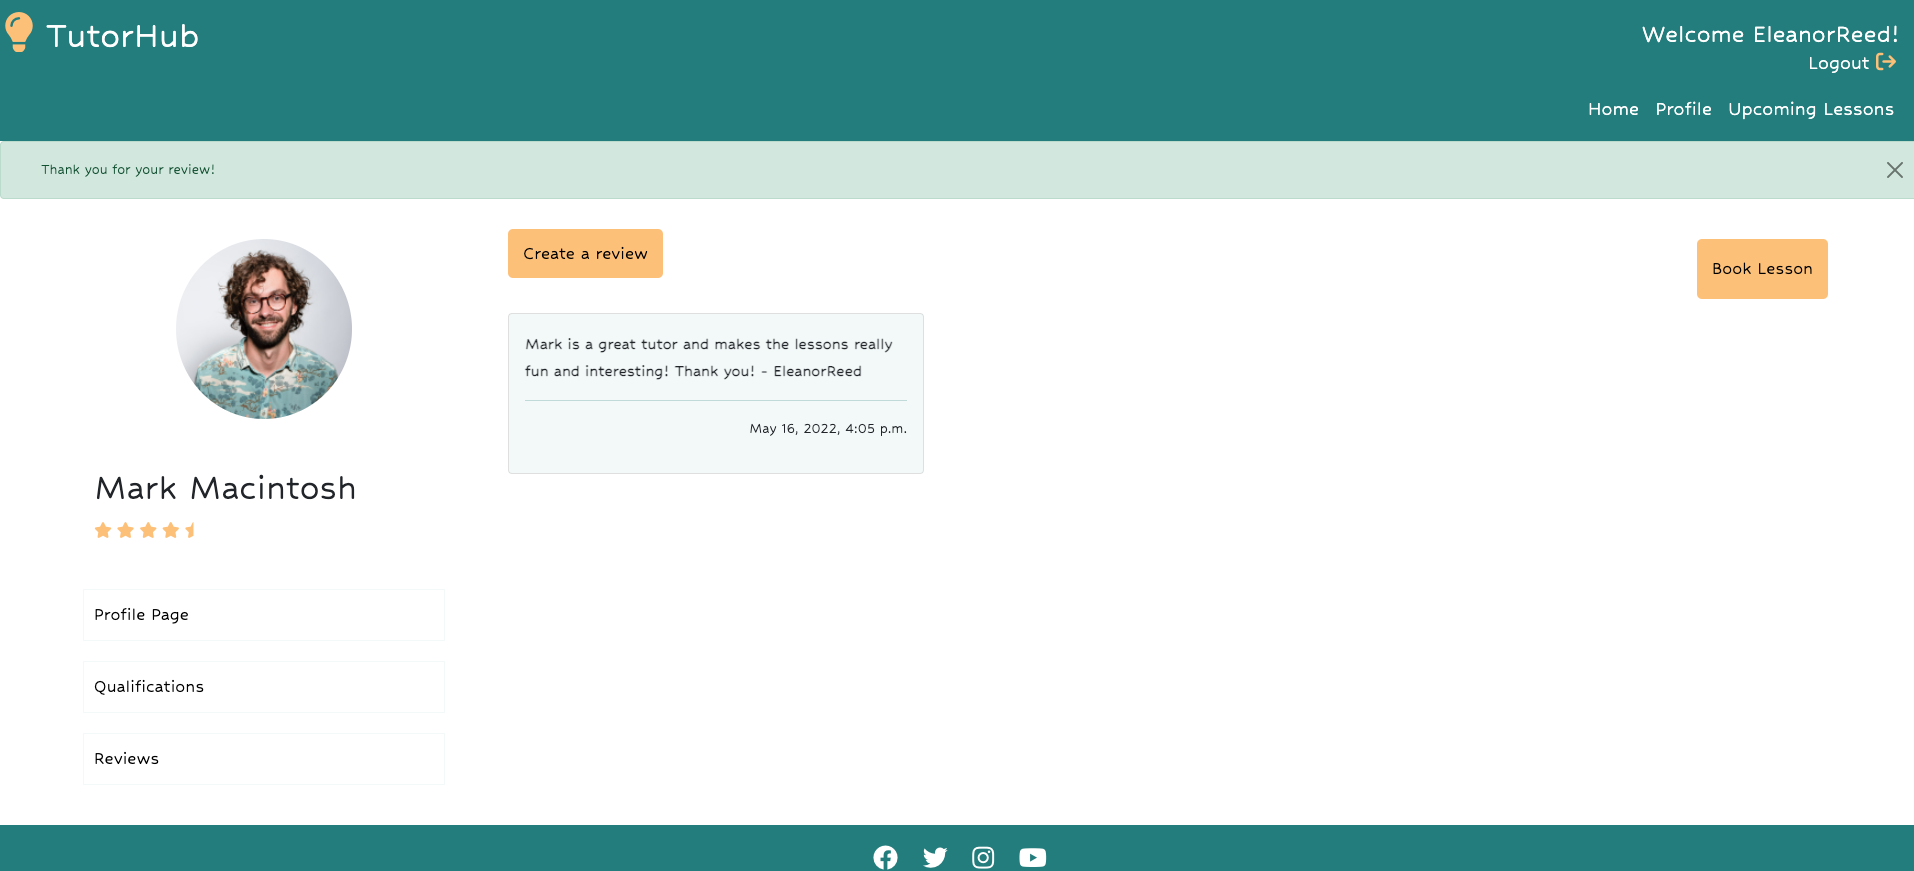 TutorHub
Welcome EleanorReed!
Logout
Home Profile Upcoming Lessons
Thank you for your review!
Create a review
Book Lesson
Mark is a great tutor and makes the lessons really
fun and interesting! Thank you! - EleanorReed
May 16, 2022, 4:05 p.m.
Mark Macintosh
Profile Page
Qualifications
Reviews